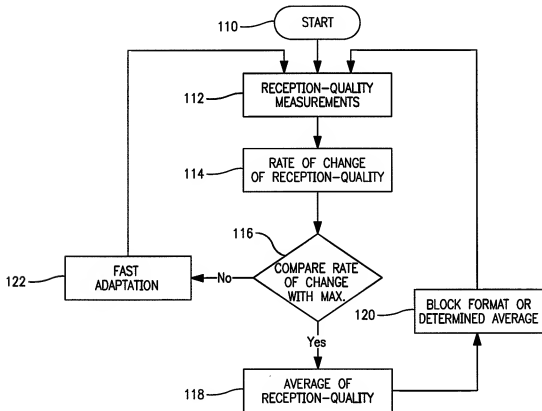 110
START
112
RECEPTION-QUALITY
MEASUREMENTS
114
RATE OF CHANGE
OF RECEPTION-QUALITY
116
COMPARE RATE
OF CHANGE
WITH MAX.
No
122
FAST
ADAPTATION
Yes
118
AVERAGE OF
RECEPTION-QUALITY
120
BLOCK FORMAT OR
DETERMINED AVERAGE